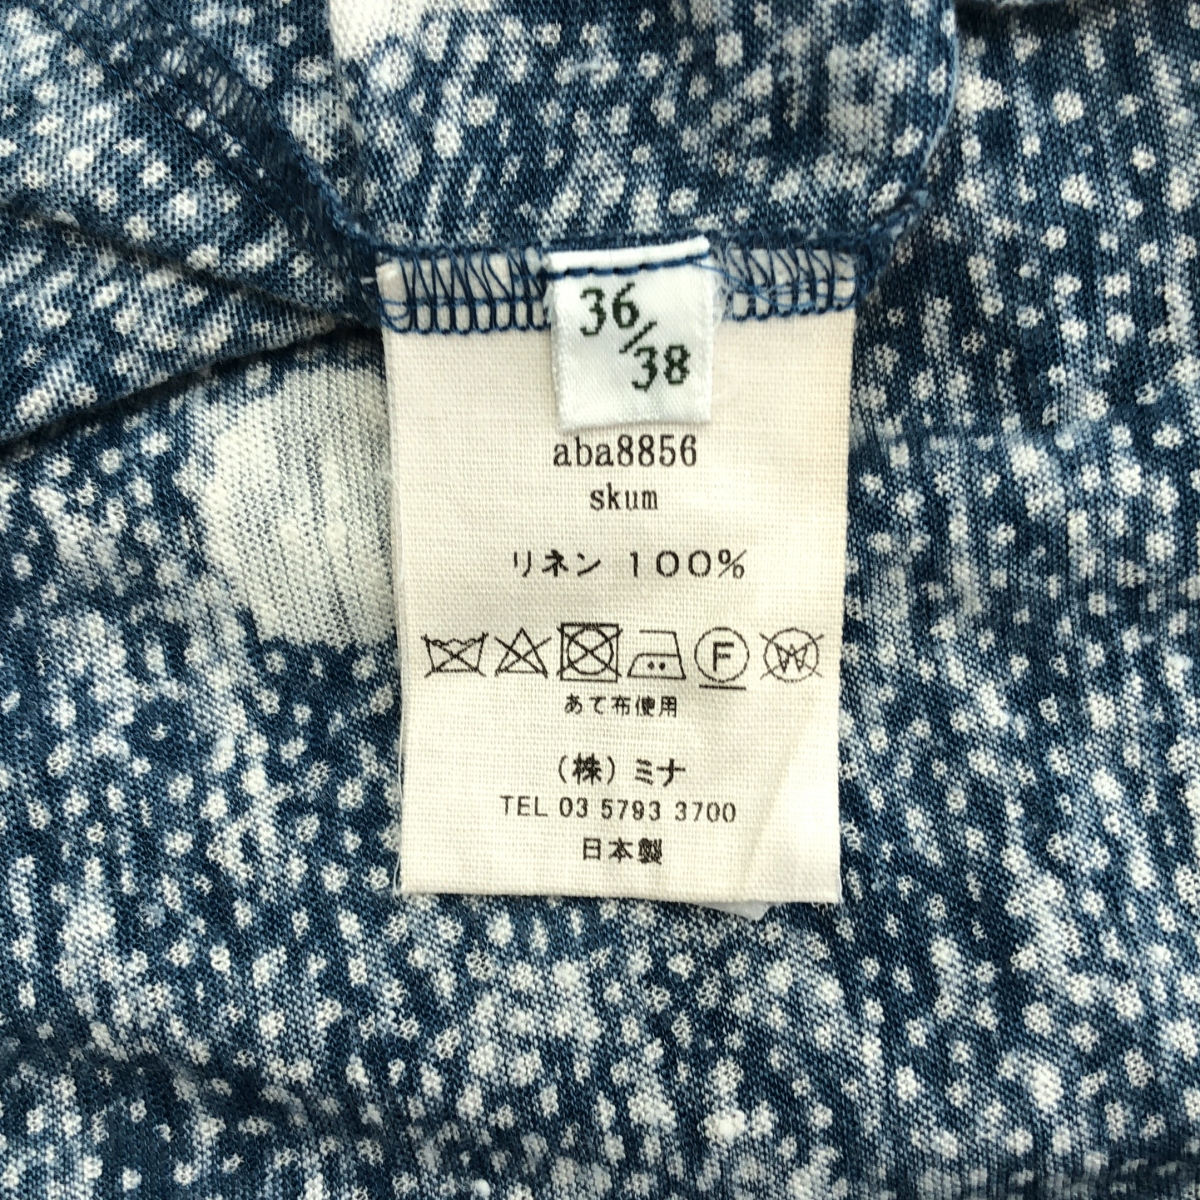 36/38
aba8856
skum
リネン 100%
F W
あて布使用
(株)ミナ
TEL 03 5793 3700
日本製